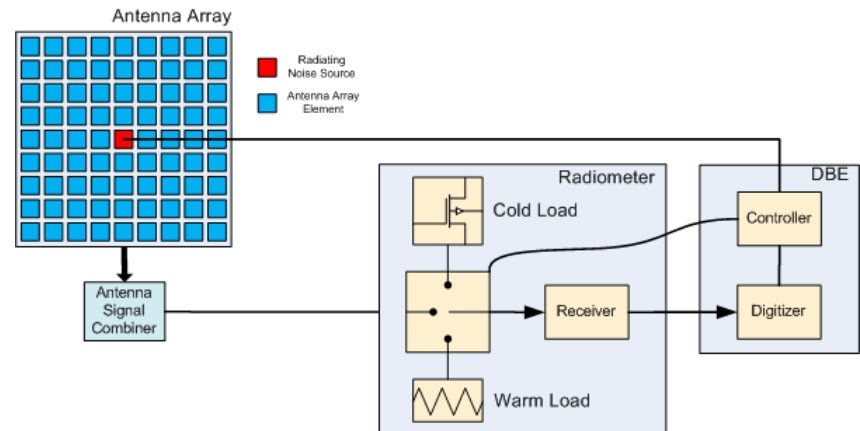 Antenna Array
Radiating
Noise Source
Antenna Array
Element
Radiometer
DBE
Cold Load
Controller
Antenna
Signal
Combiner
Receiver
Digitizer
Warm Load